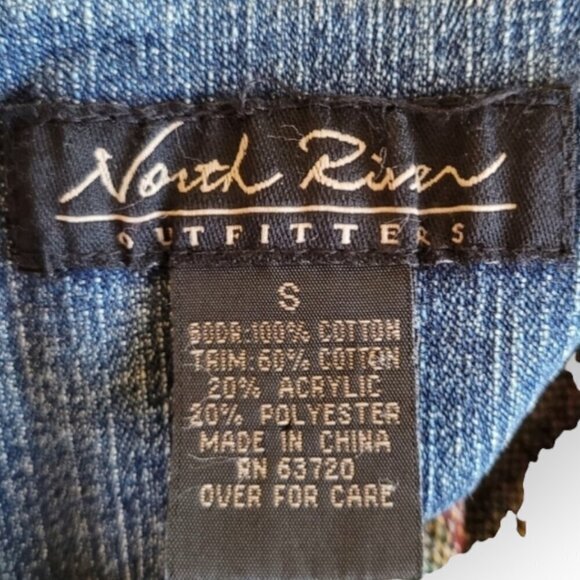 North River
OUTFITTERS
S
BODY:100% COTTON
TRIM:60% COTTON
20% ACRYLIC
20% POLYESTER
MADE IN CHINA
RN 63720
OVER FOR CARE